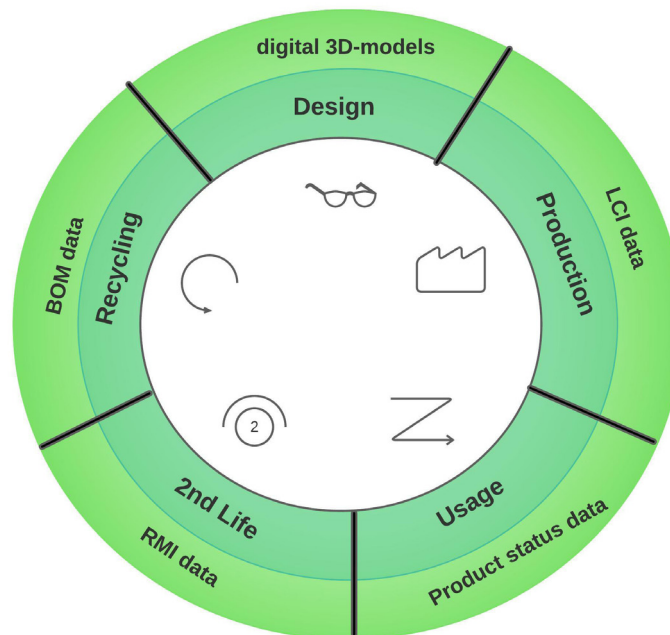 digital 3D-models
Design
LCI data
Production
Product status data
Usage
RMI data
2nd Life
2
BOM data
Recycling